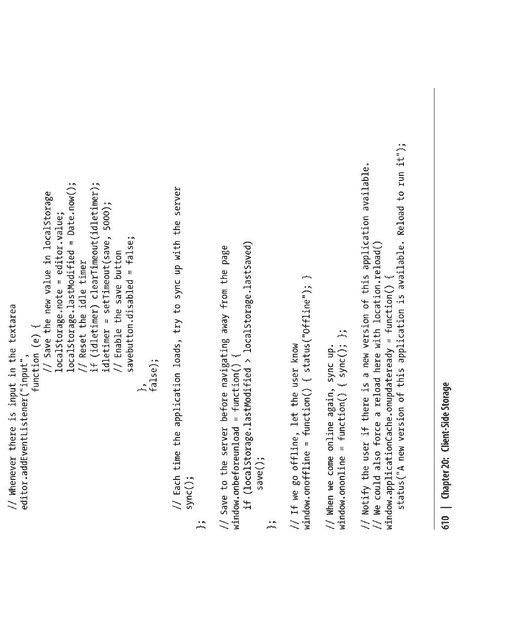 // Whenever there is input in the textarea
editor.addEventListener("input",
function (e) {
// Save the new value in localStorage
localStorage.note = editor.value;
localStorage.lastModified = Date.now();
// Reset the idle timer
if (idletimer) clearTimeout(idletimer);
idletimer = setTimeout(save, 5000);
// Enable the save button
savebutton.disabled = false;
},
false);
// Each time the application loads, try to sync up with the server
sync();
};
// Save to the server before navigating away from the page
window.onbeforeunload = function() {
if (localStorage.lastModified > localStorage.lastSaved)
save();
};
// If we go offline, let the user know
window.onoffline = function() { status("Offline"); }
// When we come online again, sync up.
window.ononline = function() { sync(); };
// Notify the user if there is a new version of this application available.
// We could also force a reload here with location.reload()
window.applicationCache.onupdateready = function() {
status("A new version of this application is available. Reload to run it");
610 | Chapter 20: Client-Side Storage